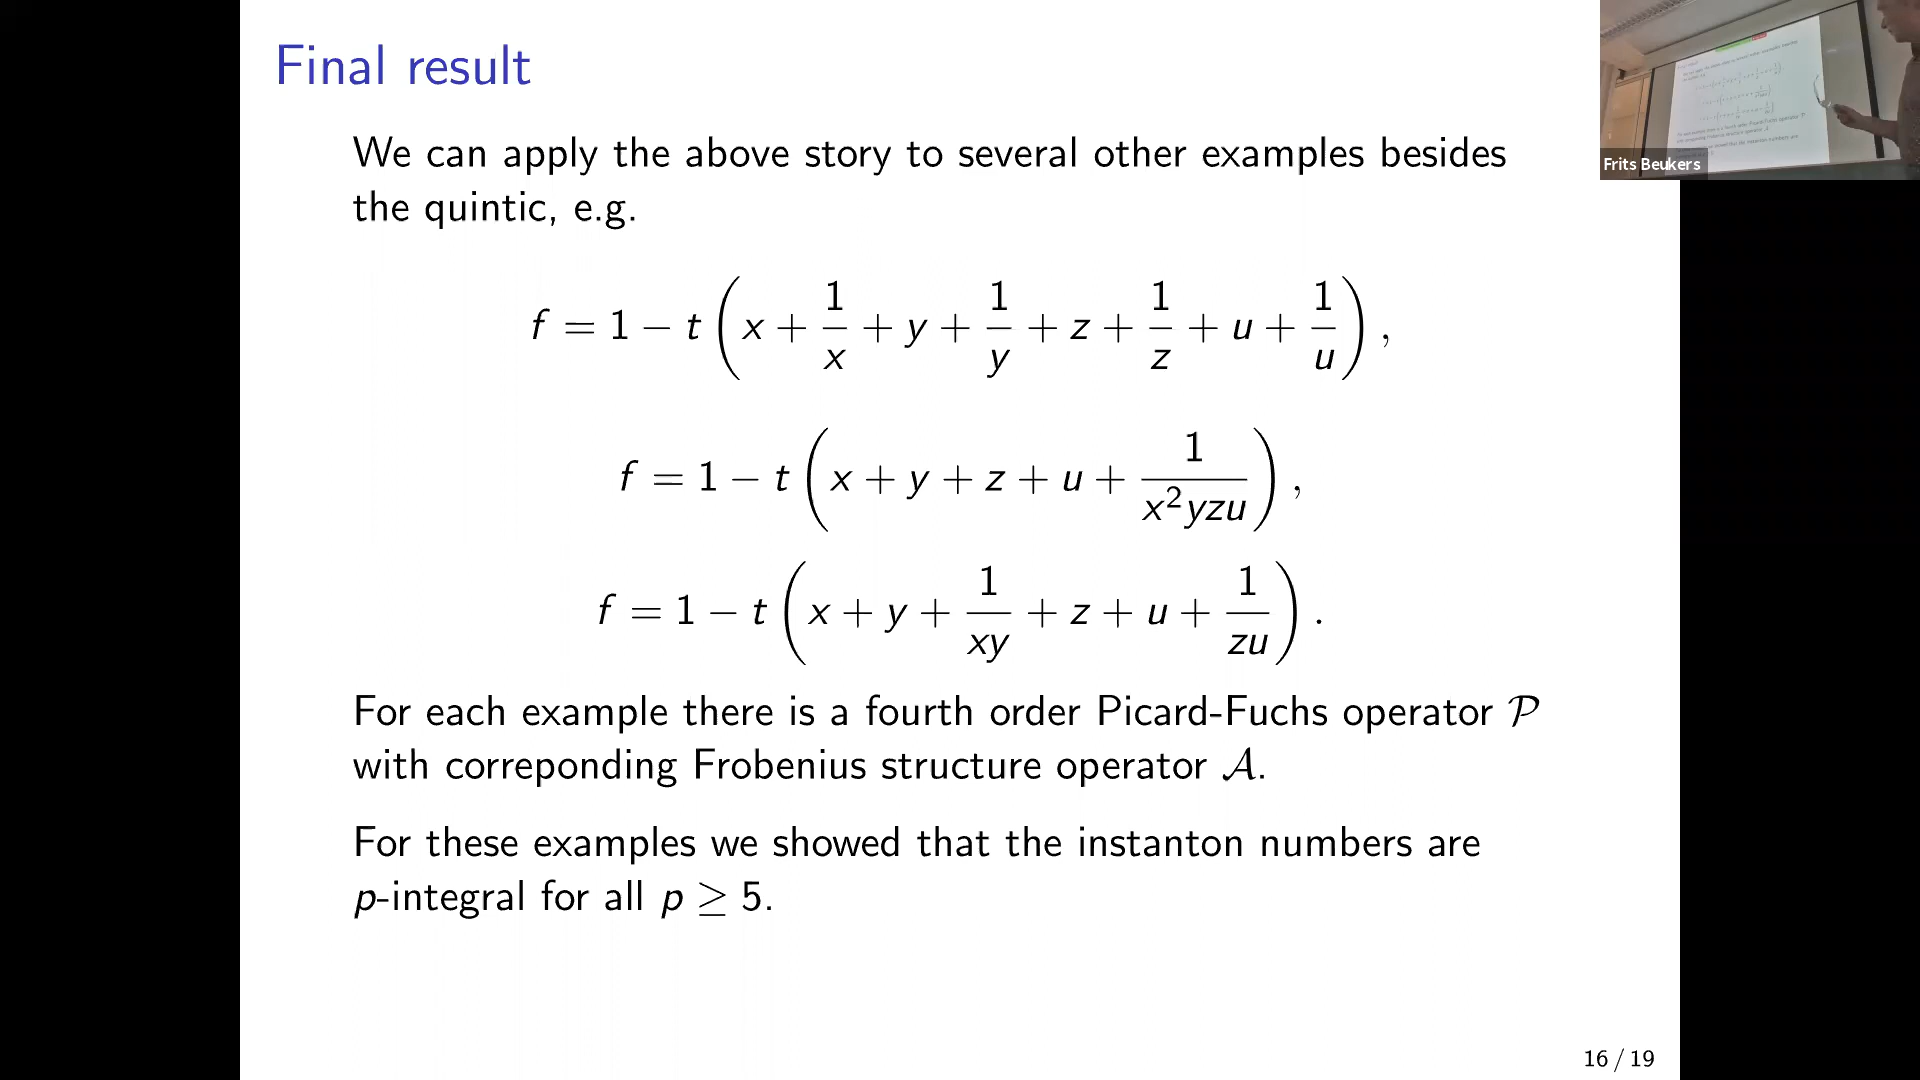 Final result
We can apply the above story to several other examples besides
the quintic, e.g.
f = 1 − t ( x + 1/x + y + 1/y + z + 1/z + u + 1/u ) ,
f = 1 − t ( x + y + z + u + 1/(x²yzu) ) ,
f = 1 − t ( x + y + 1/(xy) + z + u + 1/(zu) ) .
For each example there is a fourth order Picard-Fuchs operator 𝒫
with correponding Frobenius structure operator 𝒜.
For these examples we showed that the instanton numbers are
p-integral for all p ≥ 5.
16 / 19
Frits Beukers